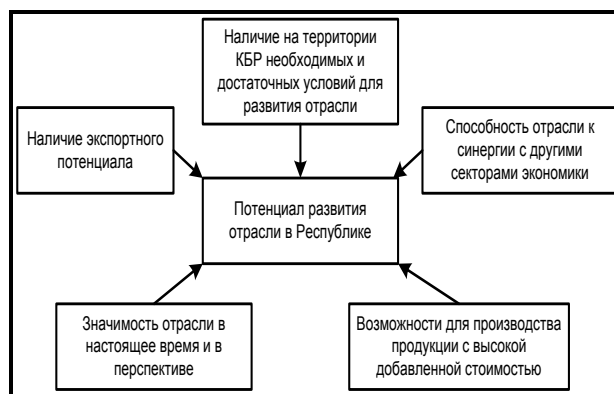 Наличие на территории
КБР необходимых и
достаточных условий для
развития отрасли
Наличие экспортного
потенциала
Способность отрасли к
синергии с другими
секторами экономики
Потенциал развития
отрасли в Республике
Значимость отрасли в
настоящее время и в
перспективе
Возможности для производства
продукции с высокой
добавленной стоимостью